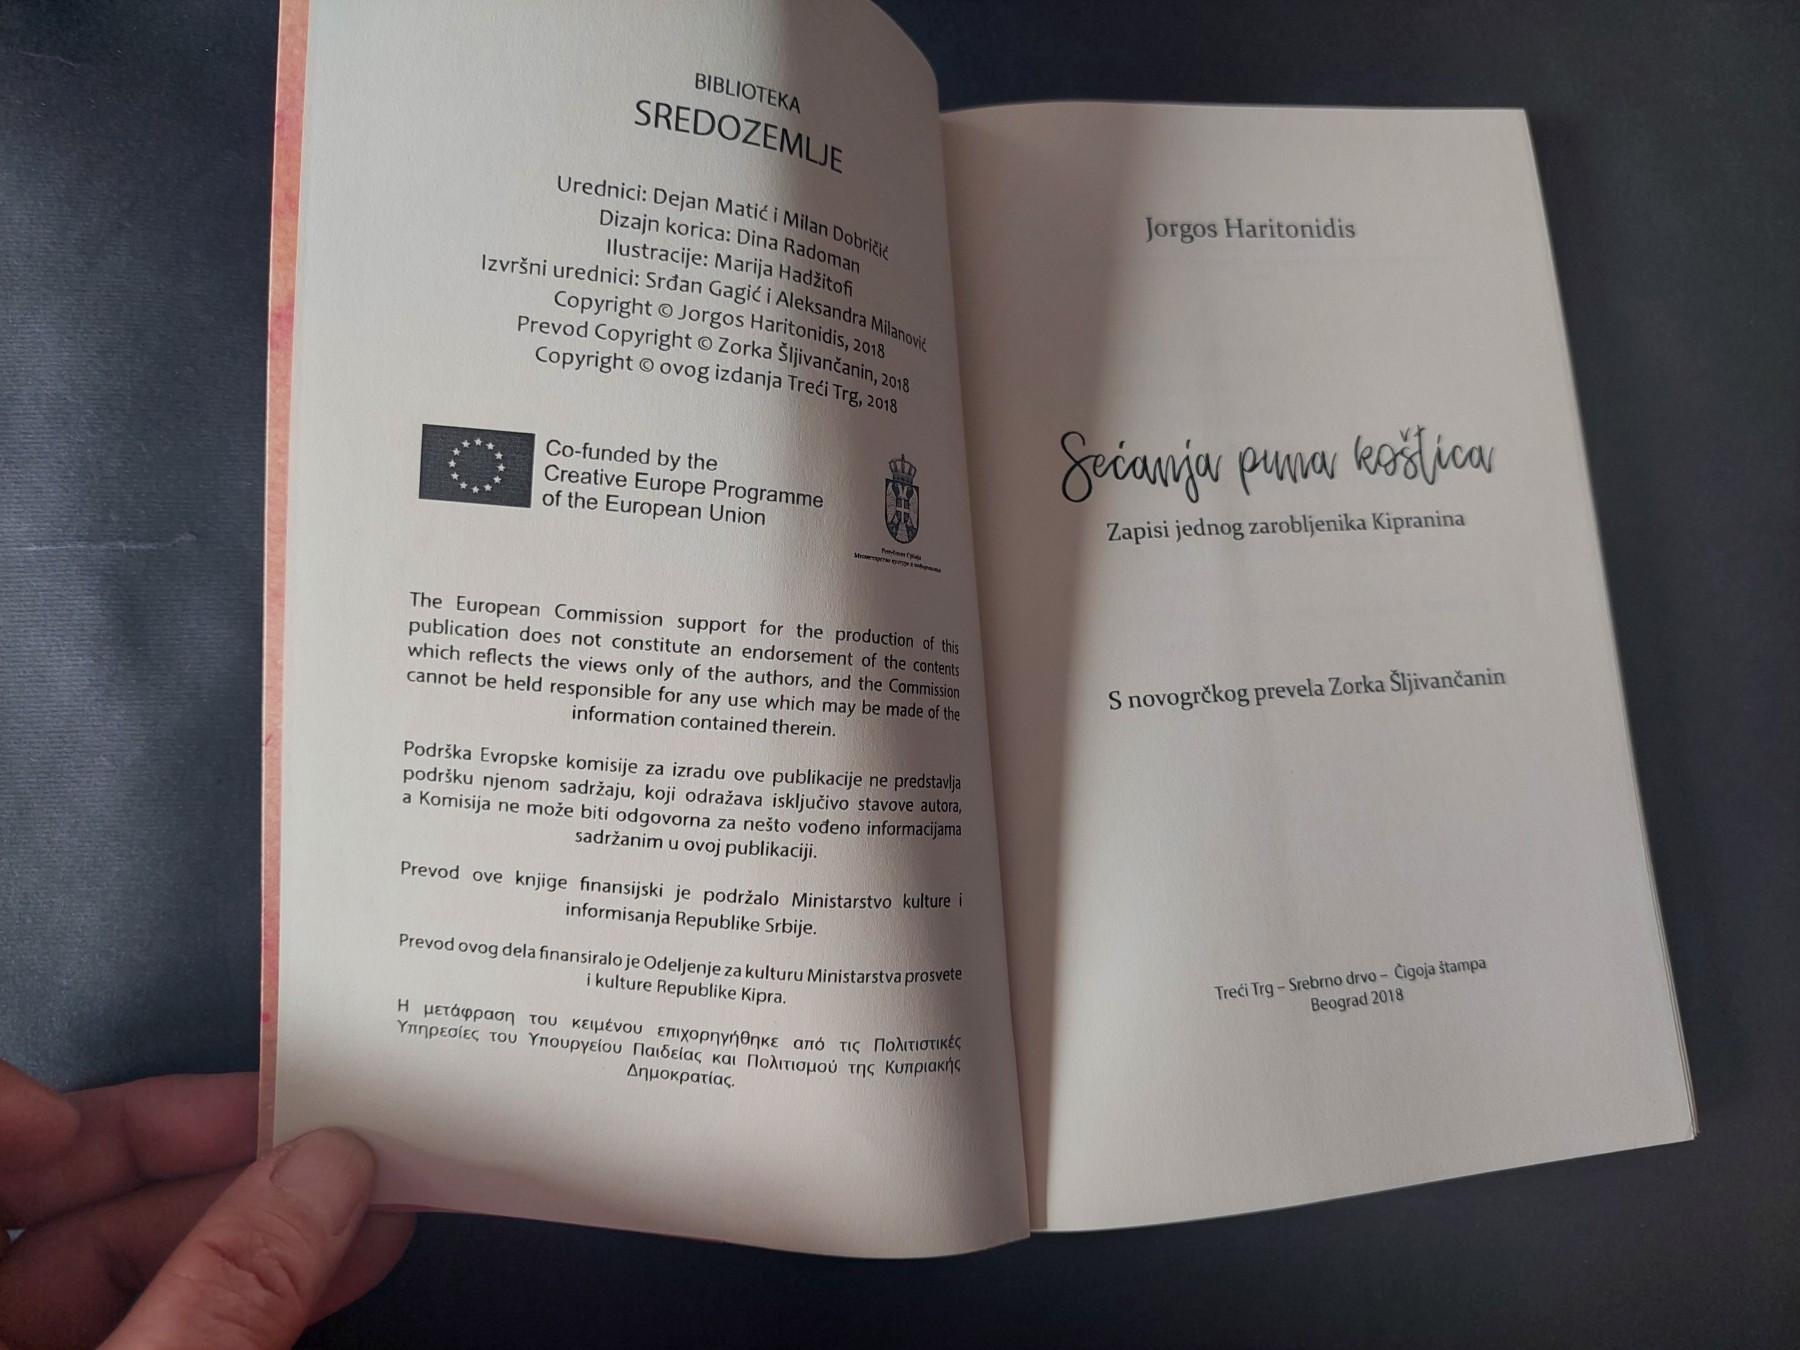 BIBLIOTEKA
SREDOZEMLJE
Urednici: Dejan Matić i Milan Dobričić
Dizajn korica: Dina Radoman
Ilustracije: Marija Hadžitofi
Izvršni urednici: Srđan Gagić i Aleksandra Milanović
Copyright © Jorgos Haritonidis, 2018
Prevod Copyright © Zorka Šljivančanin, 2018
Copyright © ovog izdanja Treći Trg, 2018
Co-funded by the
Creative Europe Programme
of the European Union
Република Србија
Министарство културе и информисања
The European Commission support for the production of this
publication does not constitute an endorsement of the contents
which reflects the views only of the authors, and the Commission
cannot be held responsible for any use which may be made of the
information contained therein.
Podrška Evropske komisije za izradu ove publikacije ne predstavlja
podršku njenom sadržaju, koji odražava isključivo stavove autora,
a Komisija ne može biti odgovorna za nešto vođeno informacijama
sadržanim u ovoj publikaciji.
Prevod ove knjige finansijski je podržalo Ministarstvo kulture i
informisanja Republike Srbije.
Prevod ovog dela finansiralo je Odeljenje za kulturu Ministarstva prosvete
i kulture Republike Kipra.
Η μετάφραση του κειμένου επιχορηγήθηκε από τις Πολιτιστικές
Υπηρεσίες του Υπουργείου Παιδείας και Πολιτισμού της Κυπριακής
Δημοκρατίας.
Jorgos Haritonidis
Sećanja puna koštica
Zapisi jednog zarobljenika Kipranina
S novogrčkog prevela Zorka Šljivančanin
Treći Trg – Srebrno drvo – Čigoja štampa
Beograd 2018